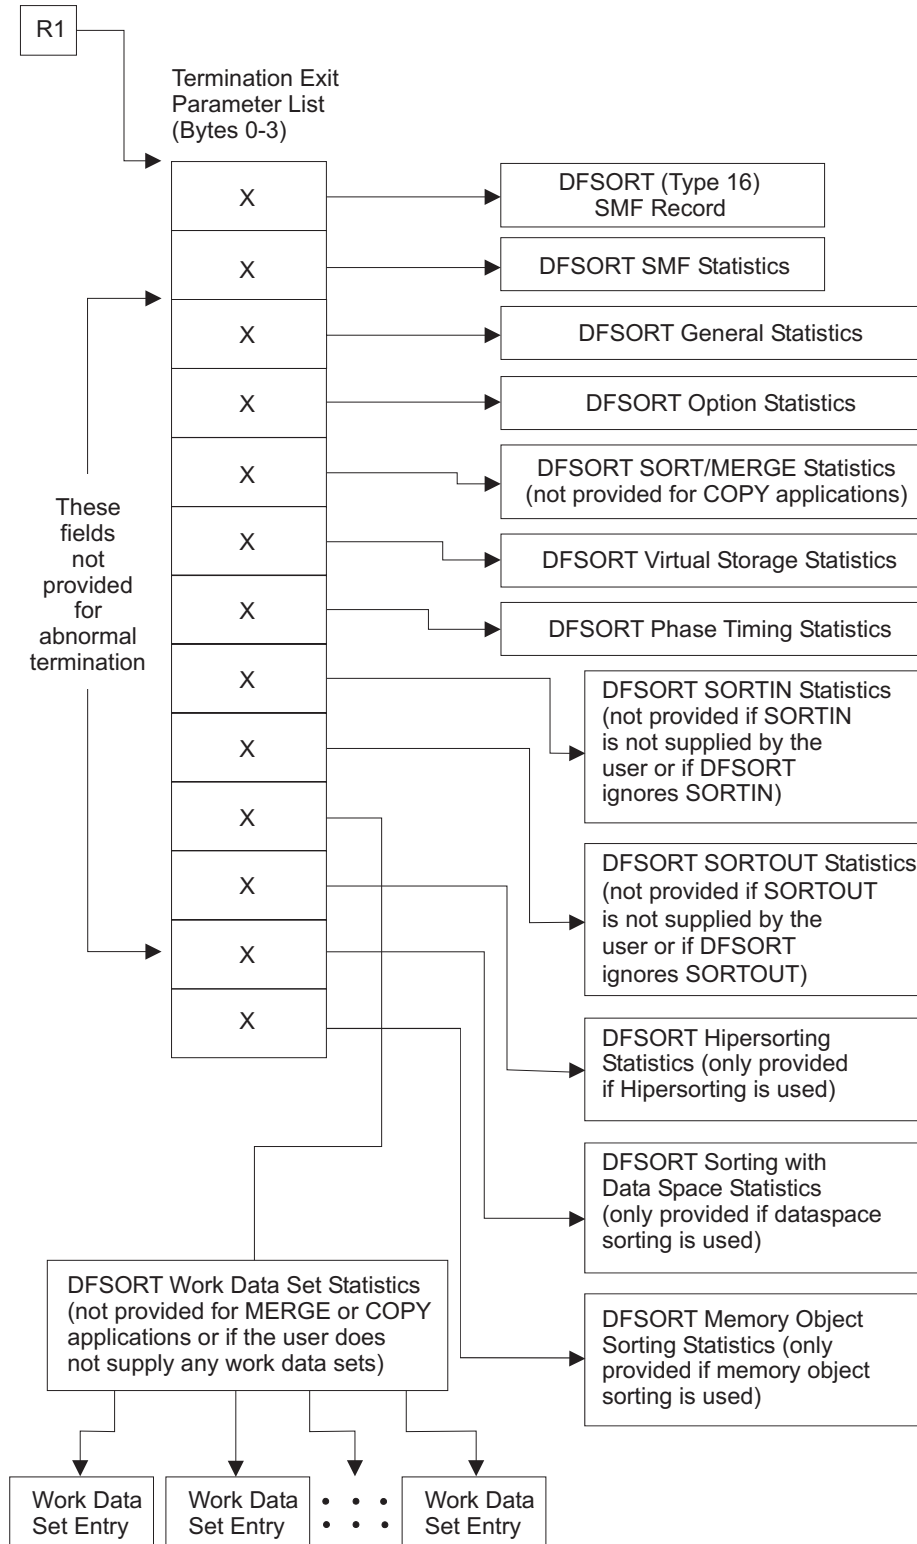 R1
Termination Exit
Parameter List
(Bytes 0-3)
X
DFSORT (Type 16)
SMF Record
X
DFSORT SMF Statistics
X
DFSORT General Statistics
X
DFSORT Option Statistics
X
DFSORT SORT/MERGE Statistics
(not provided for COPY applications)
These
fields
not
provided
for
abnormal
termination
X
DFSORT Virtual Storage Statistics
X
DFSORT Phase Timing Statistics
X
DFSORT SORTIN Statistics
(not provided if SORTIN
is not supplied by the
user or if DFSORT
ignores SORTIN)
X
X
DFSORT SORTOUT Statistics
(not provided if SORTOUT
is not supplied by the
user or if DFSORT
ignores SORTOUT)
X
X
X
DFSORT Hipersorting
Statistics (only provided
if Hipersorting is used)
DFSORT Sorting with
Data Space Statistics
(only provided if dataspace
sorting is used)
DFSORT Work Data Set Statistics
(not provided for MERGE or COPY
applications or if the user does
not supply any work data sets)
DFSORT Memory Object
Sorting Statistics (only
provided if memory object
sorting is used)
Work Data
Set Entry
Work Data
Set Entry
Work Data
Set Entry